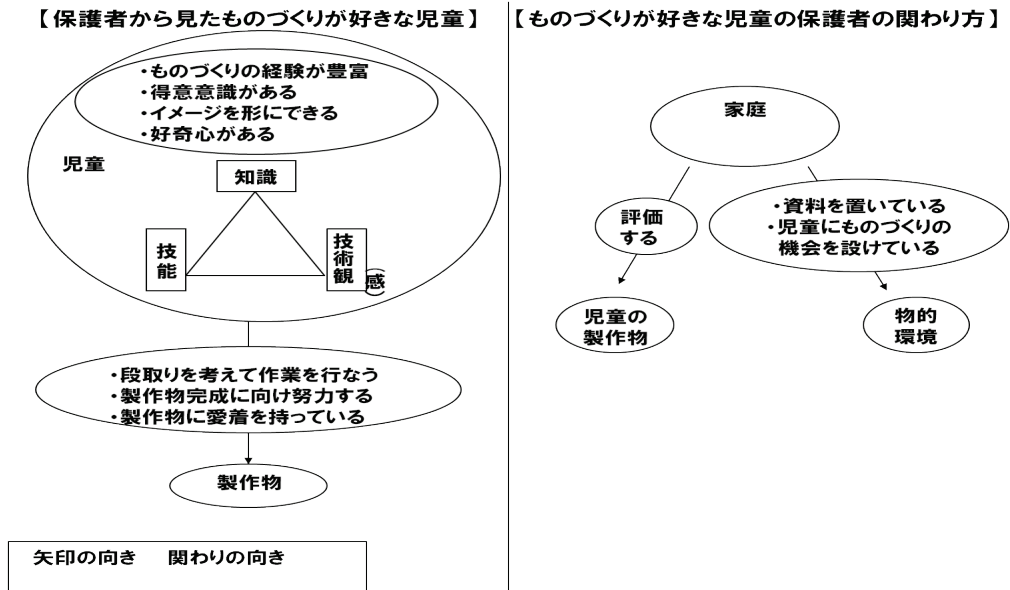 【保護者から見たものづくりが好きな児童】
・ものづくりの経験が豊富
・得意意識がある
・イメージを形にできる
・好奇心がある
児童
知識
技能
技術観
感
・段取りを考えて作業を行なう
・製作物完成に向け努力する
・製作物に愛着を持っている
製作物
矢印の向き 関わりの向き
【ものづくりが好きな児童の保護者の関わり方】
家庭
評価
する
・資料を置いている
・児童にものづくりの
機会を設けている
児童の
製作物
物的
環境